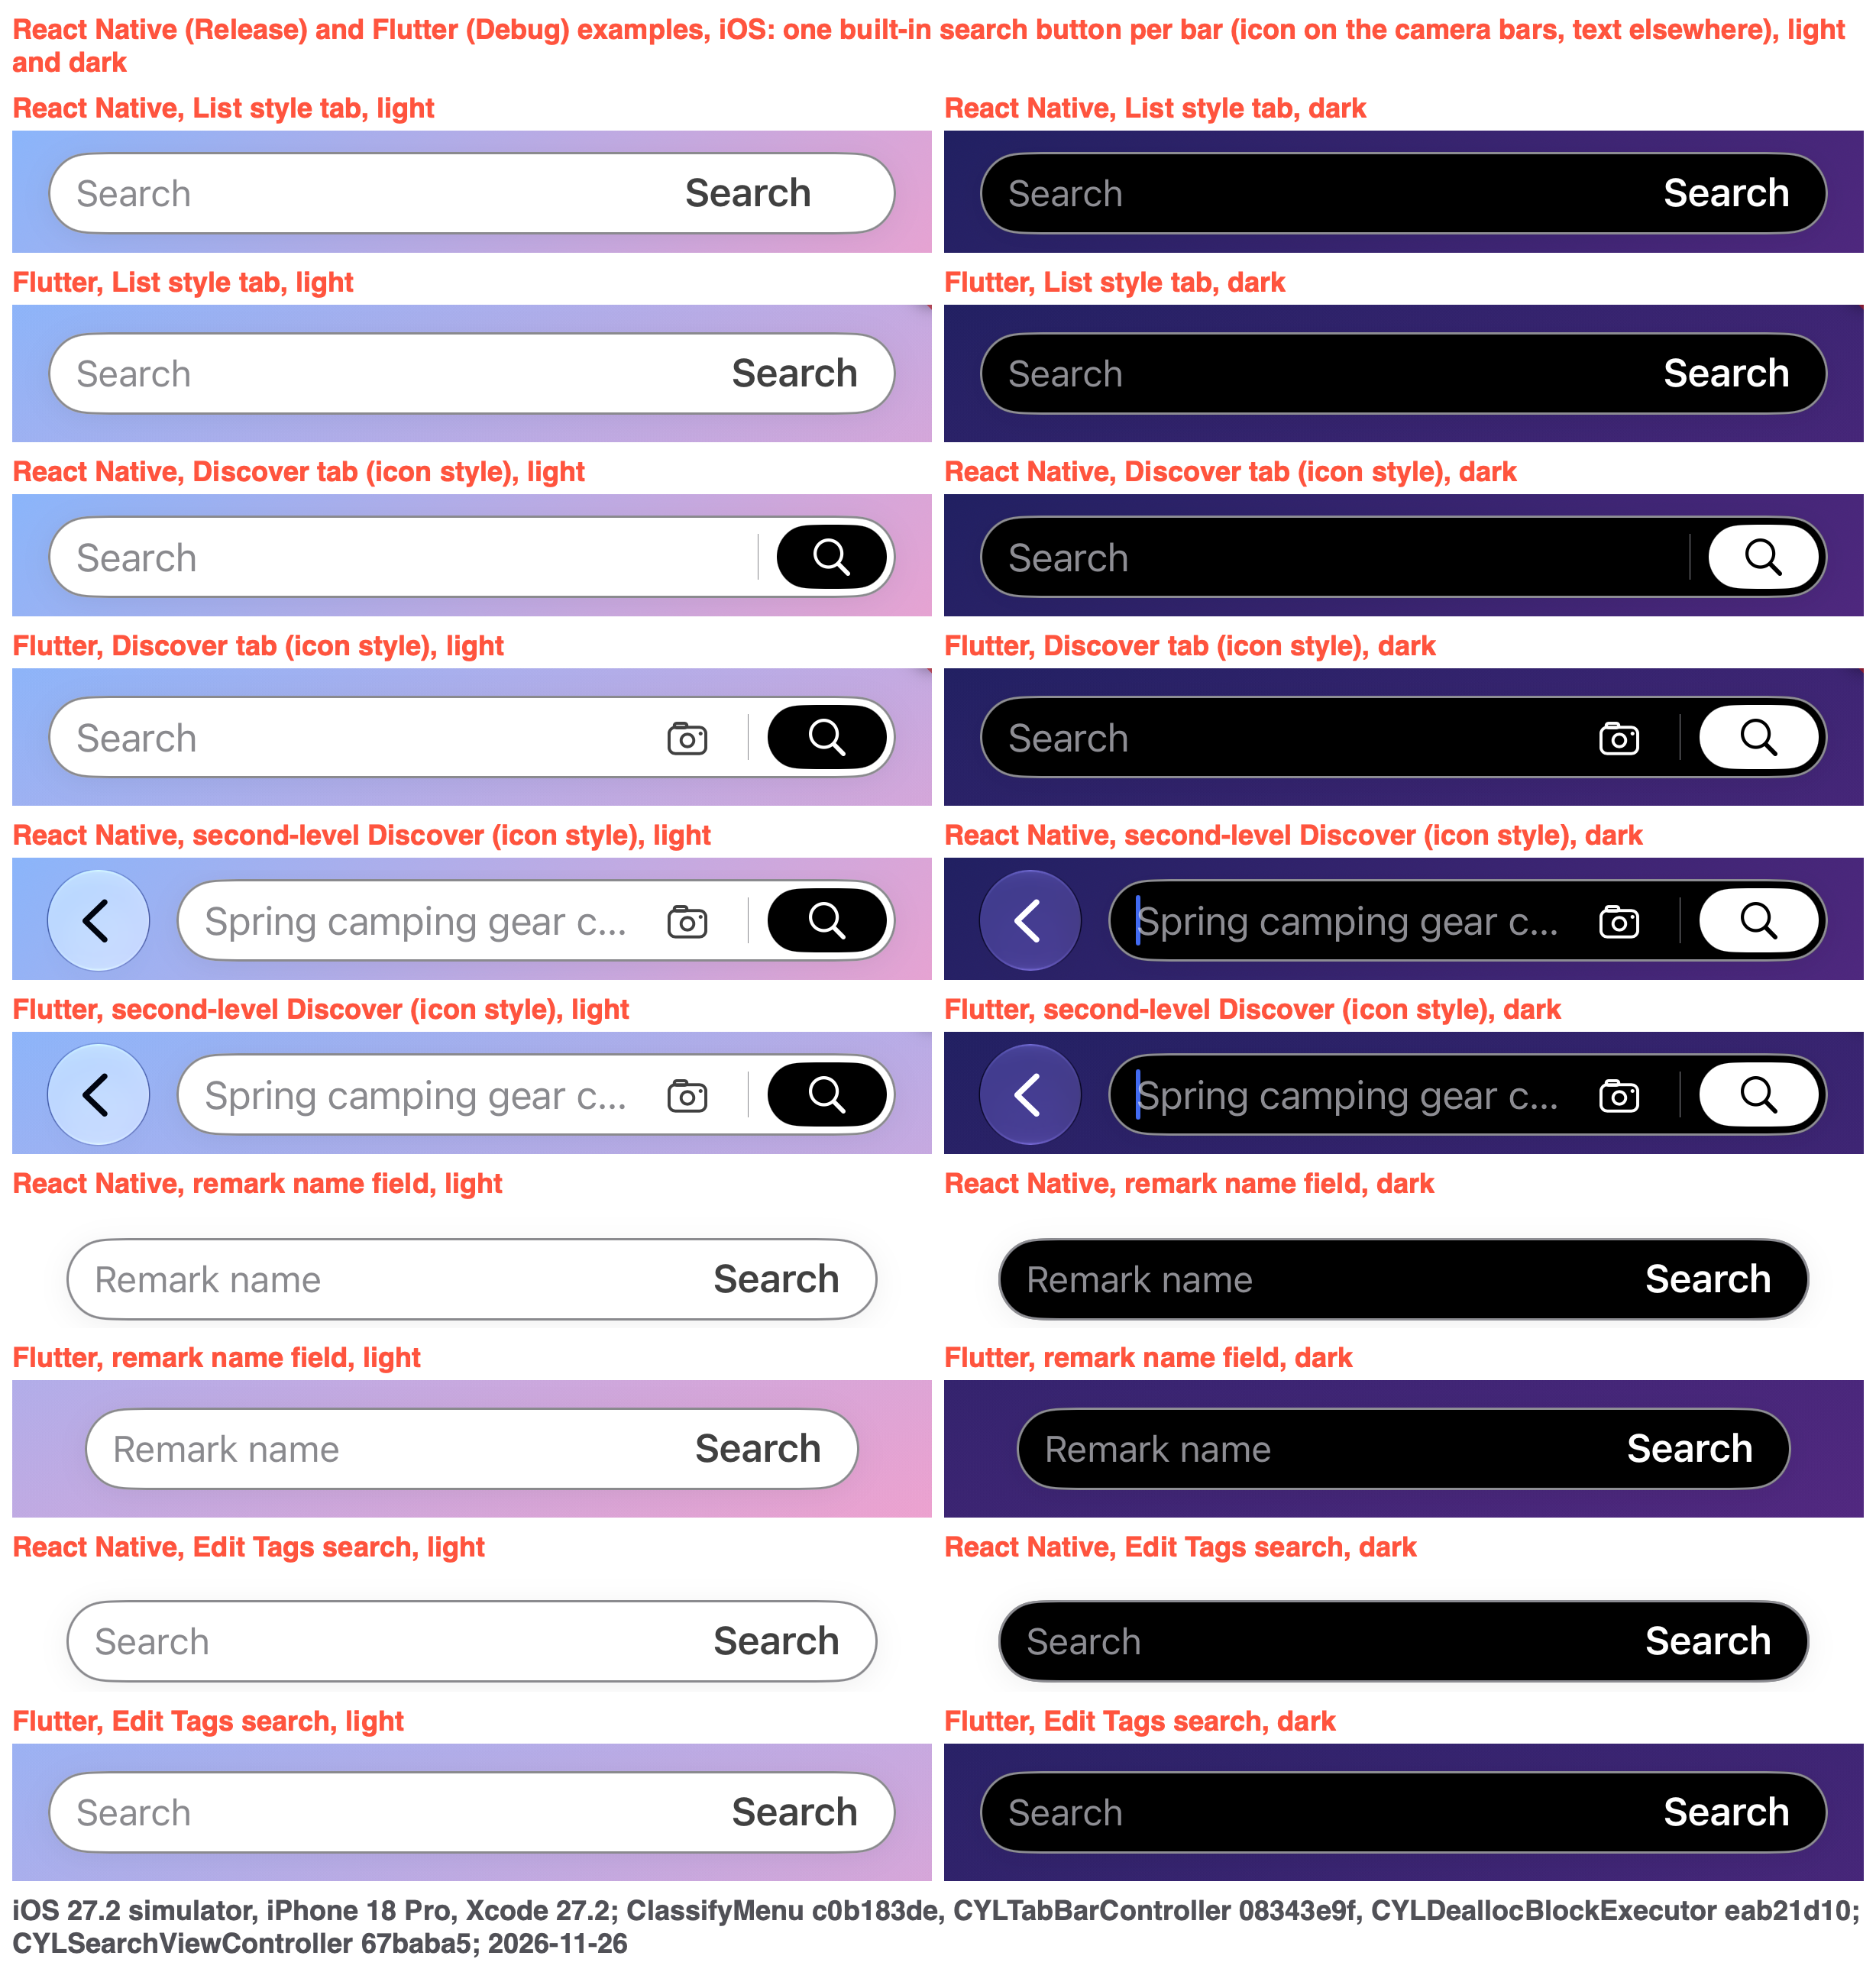 React Native (Release) and Flutter (Debug) examples, iOS: one built-in search button per bar (icon on the camera bars, text elsewhere), light
and dark
React Native, List style tab, light
React Native, List style tab, dark
Search Search
Search Search
Flutter, List style tab, light
Flutter, List style tab, dark
Search Search
Search Search
React Native, Discover tab (icon style), light
React Native, Discover tab (icon style), dark
Search
Search
Flutter, Discover tab (icon style), light
Flutter, Discover tab (icon style), dark
Search
Search
React Native, second-level Discover (icon style), light
React Native, second-level Discover (icon style), dark
Spring camping gear c...
Spring camping gear c...
Flutter, second-level Discover (icon style), light
Flutter, second-level Discover (icon style), dark
Spring camping gear c...
Spring camping gear c...
React Native, remark name field, light
React Native, remark name field, dark
Remark name Search
Remark name Search
Flutter, remark name field, light
Flutter, remark name field, dark
Remark name Search
Remark name Search
React Native, Edit Tags search, light
React Native, Edit Tags search, dark
Search Search
Search Search
Flutter, Edit Tags search, light
Flutter, Edit Tags search, dark
Search Search
Search Search
iOS 27.2 simulator, iPhone 18 Pro, Xcode 27.2; ClassifyMenu c0b183de, CYLTabBarController 08343e9f, CYLDeallocBlockExecutor eab21d10;
CYLSearchViewController 67baba5; 2026-11-26